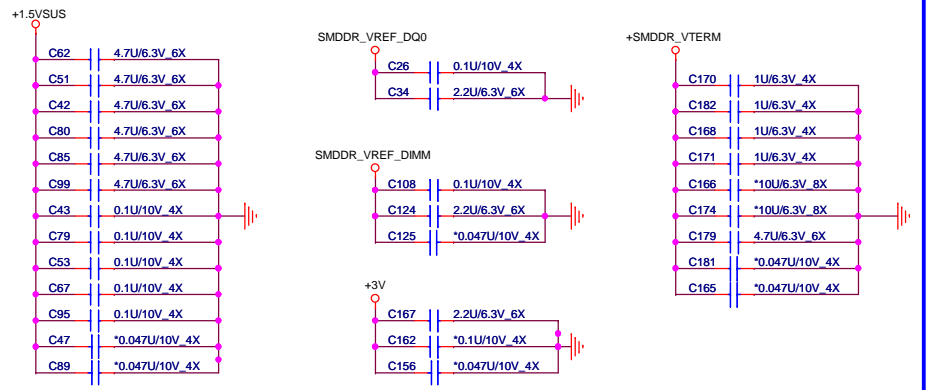 +1.5VSUS
C62 4.7U/6.3V_6X
C51 4.7U/6.3V_6X
C42 4.7U/6.3V_6X
C80 4.7U/6.3V_6X
C85 4.7U/6.3V_6X
C99 4.7U/6.3V_6X
C43 0.1U/10V_4X
C79 0.1U/10V_4X
C53 0.1U/10V_4X
C67 0.1U/10V_4X
C95 0.1U/10V_4X
C47 *0.047U/10V_4X
C89 *0.047U/10V_4X
SMDDR_VREF_DQ0
C26 0.1U/10V_4X
C34 2.2U/6.3V_6X
SMDDR_VREF_DIMM
C108 0.1U/10V_4X
C124 2.2U/6.3V_6X
C125 *0.047U/10V_4X
+3V
C167 2.2U/6.3V_6X
C162 *0.1U/10V_4X
C156 *0.047U/10V_4X
+SMDDR_VTERM
C170 1U/6.3V_4X
C182 1U/6.3V_4X
C168 1U/6.3V_4X
C171 1U/6.3V_4X
C166 *10U/6.3V_8X
C174 *10U/6.3V_8X
C179 4.7U/6.3V_6X
C181 *0.047U/10V_4X
C165 *0.047U/10V_4X